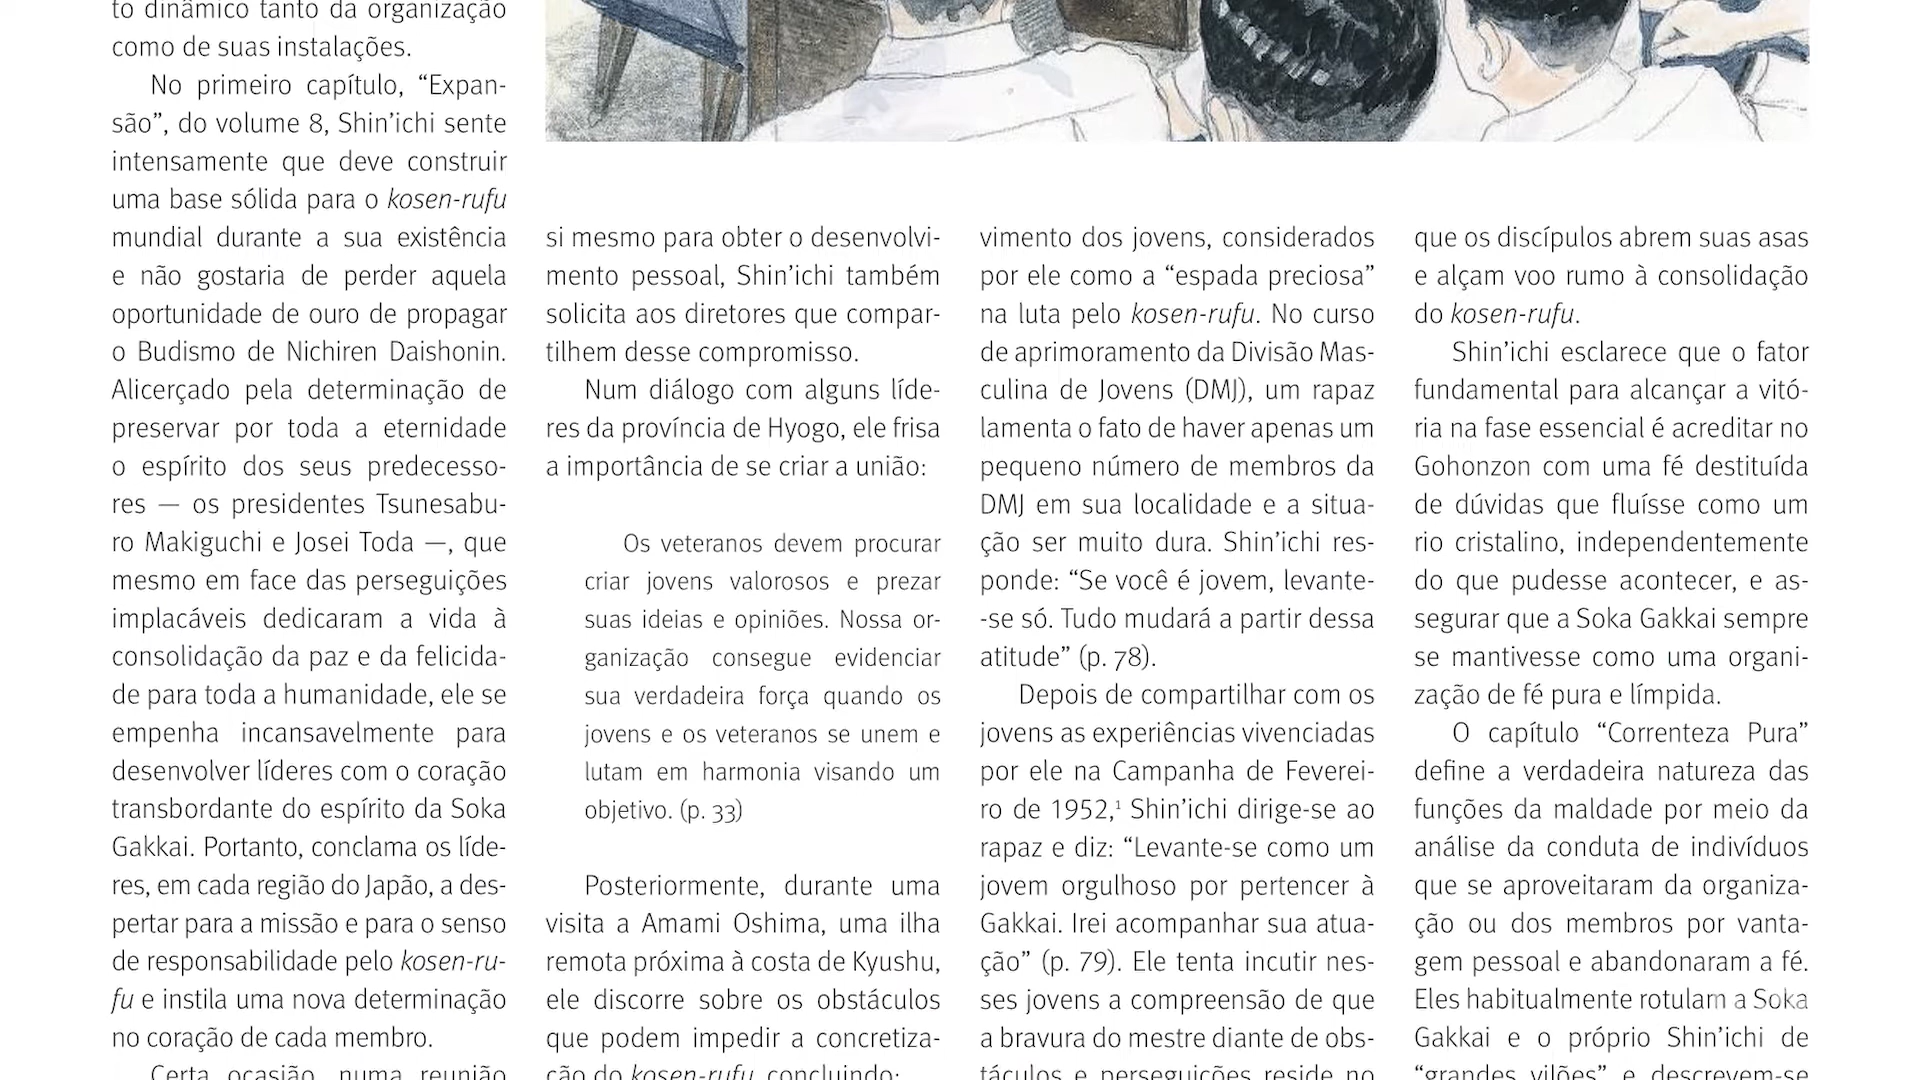 to dinâmico tanto da organização
como de suas instalações.
No primeiro capítulo, “Expan-
são”, do volume 8, Shin’ichi sente
intensamente que deve construir
uma base sólida para o kosen-rufu
mundial durante a sua existência
e não gostaria de perder aquela
oportunidade de ouro de propagar
o Budismo de Nichiren Daishonin.
Alicerçado pela determinação de
preservar por toda a eternidade
o espírito dos seus predecesso-
res — os presidentes Tsunesabu-
ro Makiguchi e Josei Toda —, que
mesmo em face das perseguições
implacáveis dedicaram a vida à
consolidação da paz e da felicida-
de para toda a humanidade, ele se
empenha incansavelmente para
desenvolver líderes com o coração
transbordante do espírito da Soka
Gakkai. Portanto, conclama os líde-
res, em cada região do Japão, a des-
pertar para a missão e para o senso
de responsabilidade pelo kosen-ru-
fu e instila uma nova determinação
no coração de cada membro.
Certa ocasião, numa reunião
si mesmo para obter o desenvolvi-
mento pessoal, Shin’ichi também
solicita aos diretores que compar-
tilhem desse compromisso.
Num diálogo com alguns líde-
res da província de Hyogo, ele frisa
a importância de se criar a união:
Os veteranos devem procurar
criar jovens valorosos e prezar
suas ideias e opiniões. Nossa or-
ganização consegue evidenciar
sua verdadeira força quando os
jovens e os veteranos se unem e
lutam em harmonia visando um
objetivo. (p. 33)
Posteriormente, durante uma
visita a Amami Oshima, uma ilha
remota próxima à costa de Kyushu,
ele discorre sobre os obstáculos
que podem impedir a concretiza-
ção do kosen-rufu, concluindo:
vimento dos jovens, considerados
por ele como a “espada preciosa”
na luta pelo kosen-rufu. No curso
de aprimoramento da Divisão Mas-
culina de Jovens (DMJ), um rapaz
lamenta o fato de haver apenas um
pequeno número de membros da
DMJ em sua localidade e a situa-
ção ser muito dura. Shin’ichi res-
ponde: “Se você é jovem, levante-
-se só. Tudo mudará a partir dessa
atitude” (p. 78).
Depois de compartilhar com os
jovens as experiências vivenciadas
por ele na Campanha de Feverei-
ro de 1952,¹ Shin’ichi dirige-se ao
rapaz e diz: “Levante-se como um
jovem orgulhoso por pertencer à
Gakkai. Irei acompanhar sua atua-
ção” (p. 79). Ele tenta incutir nes-
ses jovens a compreensão de que
a bravura do mestre diante de obs-
táculos e perseguições reside no
que os discípulos abrem suas asas
e alçam voo rumo à consolidação
do kosen-rufu.
Shin’ichi esclarece que o fator
fundamental para alcançar a vitó-
ria na fase essencial é acreditar no
Gohonzon com uma fé destituída
de dúvidas que fluísse como um
rio cristalino, independentemente
do que pudesse acontecer, e as-
segurar que a Soka Gakkai sempre
se mantivesse como uma organi-
zação de fé pura e límpida.
O capítulo “Correnteza Pura”
define a verdadeira natureza das
funções da maldade por meio da
análise da conduta de indivíduos
que se aproveitaram da organiza-
ção ou dos membros por vanta-
gem pessoal e abandonaram a fé.
Eles habitualmente rotulam a Soka
Gakkai e o próprio Shin’ichi de
“grandes vilões” e descrevem-se